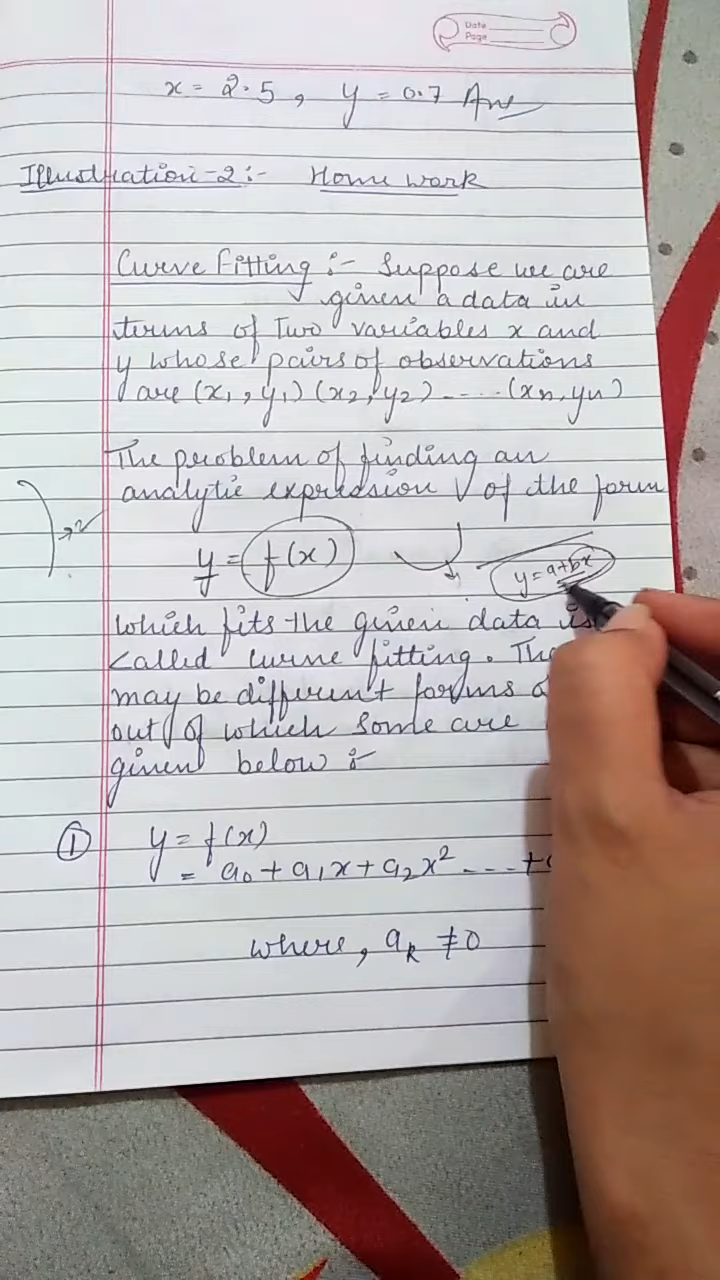 Date
Page
x = 2.5, y = 0.7 Ans
Illustration-2:- Home work
Curve Fitting :- Suppose we are
given a data in
terms of Two variables x and
y whose pairs of observations
are (x₁, y₁) (x₂, y₂) ---- (xn, yn)
The problem of finding an
analytic expression of the form
y = f(x)
y = a+bx
which fits the given data is
called curve fitting. The
may be different forms
out of which some are
given below :-
① y = f(x)
= a₀ + a₁x + a₂x² --- +
where, aₖ ≠ 0